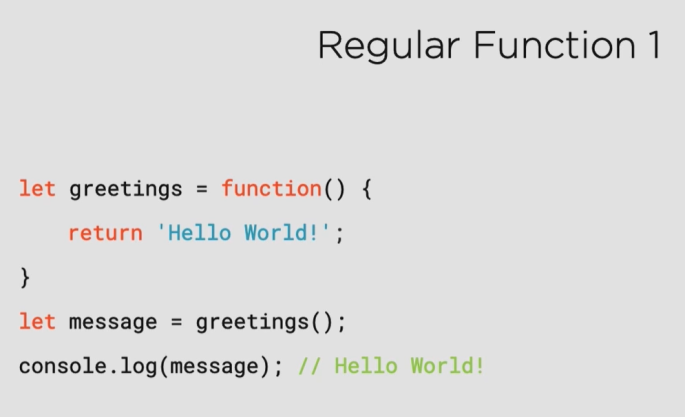 Regular Function 1
let greetings = function() {
    return 'Hello World!';
}
let message = greetings();
console.log(message); // Hello World!